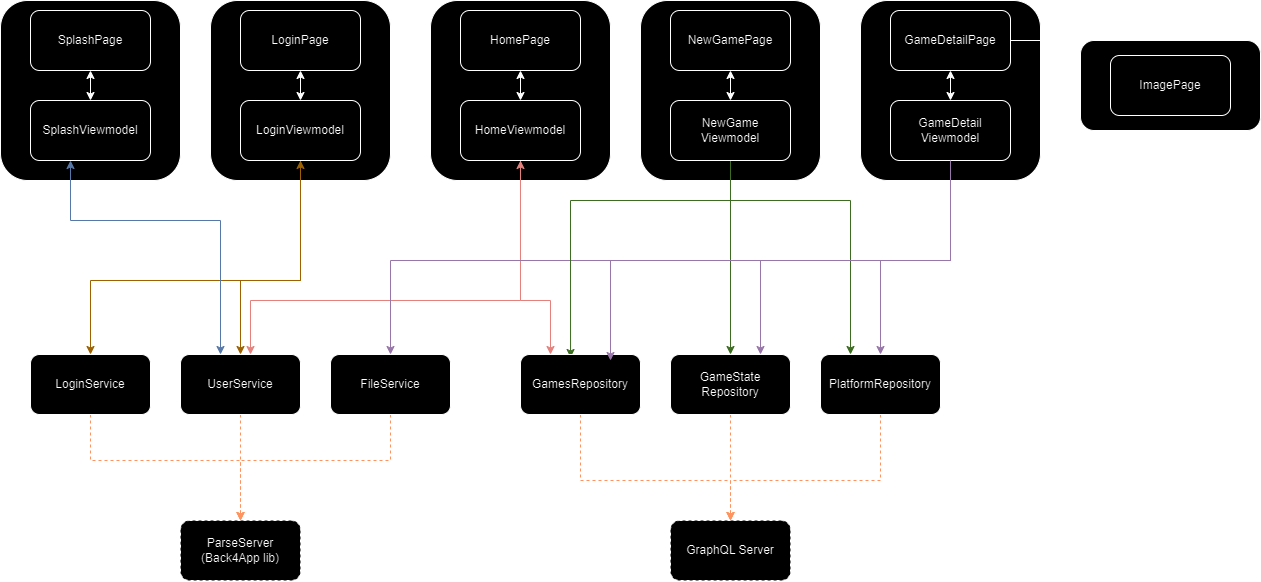 SplashPage
LoginPage
HomePage
NewGamePage
GameDetailPage
ImagePage
SplashViewmodel
LoginViewmodel
HomeViewmodel
NewGame
Viewmodel
GameDetail
Viewmodel
LoginService
UserService
FileService
GamesRepository
GameState
Repository
PlatformRepository
ParseServer
(Back4App lib)
GraphQL Server